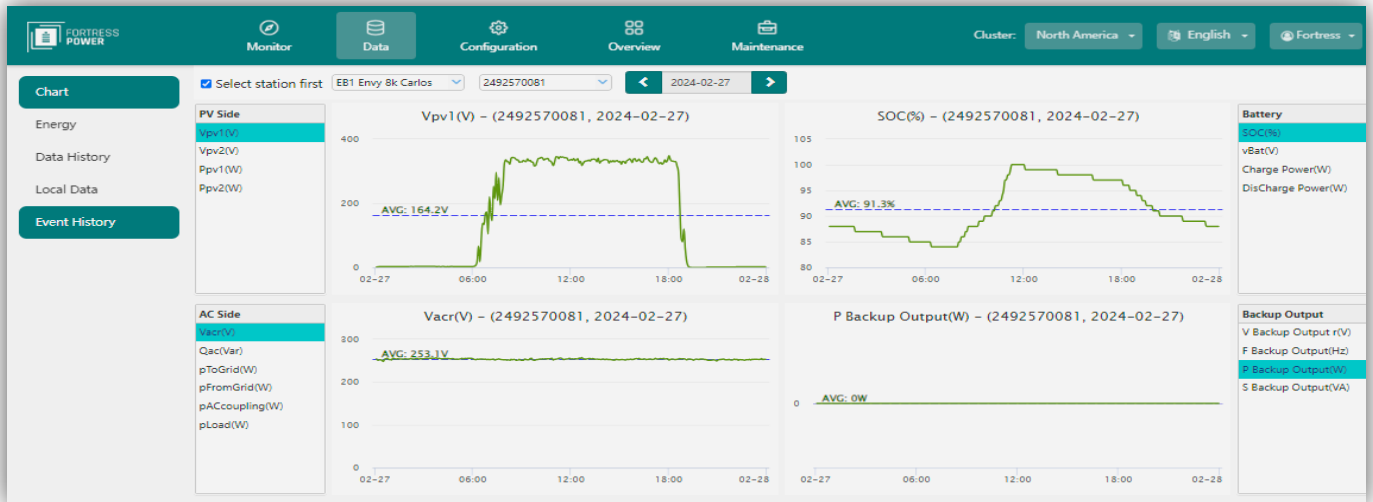 FORTRESS
POWER
Monitor
Data
Configuration
Overview
Maintenance
Cluster: North America
English
Fortress
Chart
Energy
Data History
Local Data
Event History
Select station first EB1 Envy 8k Carlos 2492570081 2024-02-27
PV Side
Vpv1(V)
Vpv2(V)
Ppv1(W)
Ppv2(W)
Vpv1(V) – (2492570081, 2024-02-27)
400
200
0
AVG: 164.2V
02-27 06:00 12:00 18:00 02-28
SOC(%) – (2492570081, 2024-02-27)
105
100
95
90
85
80
AVG: 91.3%
02-27 06:00 12:00 18:00 02-28
Battery
SOC(%)
vBat(V)
Charge Power(W)
DisCharge Power(W)
AC Side
Vacr(V)
Qac(Var)
pToGrid(W)
pFromGrid(W)
pACcoupling(W)
pLoad(W)
Vacr(V) – (2492570081, 2024-02-27)
300
200
100
0
AVG: 253.1V
02-27 06:00 12:00 18:00 02-28
P Backup Output(W) – (2492570081, 2024-02-27)
0
AVG: 0W
02-27 06:00 12:00 18:00 02-28
Backup Output
V Backup Output r(V)
F Backup Output(Hz)
P Backup Output(W)
S Backup Output(VA)